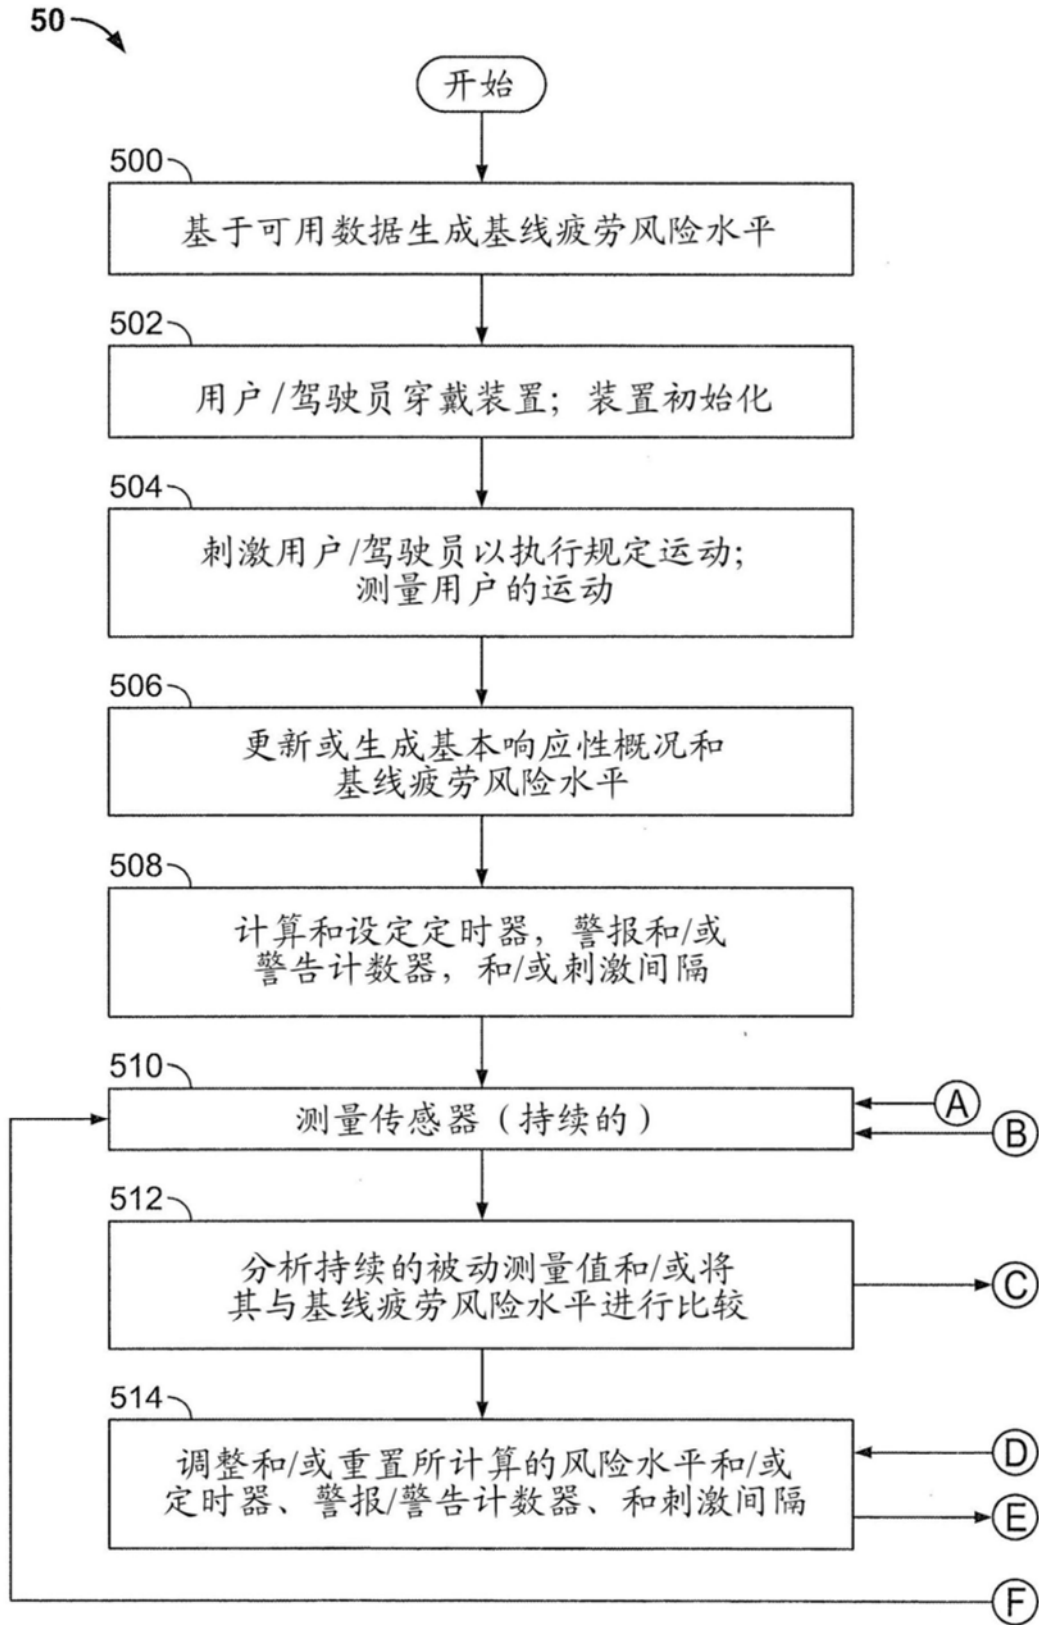 50
开始
500
基于可用数据生成基线疲劳风险水平
502
用户/驾驶员穿戴装置；装置初始化
504
刺激用户/驾驶员以执行规定运动；
测量用户的运动
506
更新或生成基本响应性概况和
基线疲劳风险水平
508
计算和设定定时器，警报和/或
警告计数器，和/或刺激间隔
510
测量传感器（持续的）
A
B
512
分析持续的被动测量值和/或将
其与基线疲劳风险水平进行比较
C
514
调整和/或重置所计算的风险水平和/或
定时器、警报/警告计数器、和刺激间隔
D
E
F